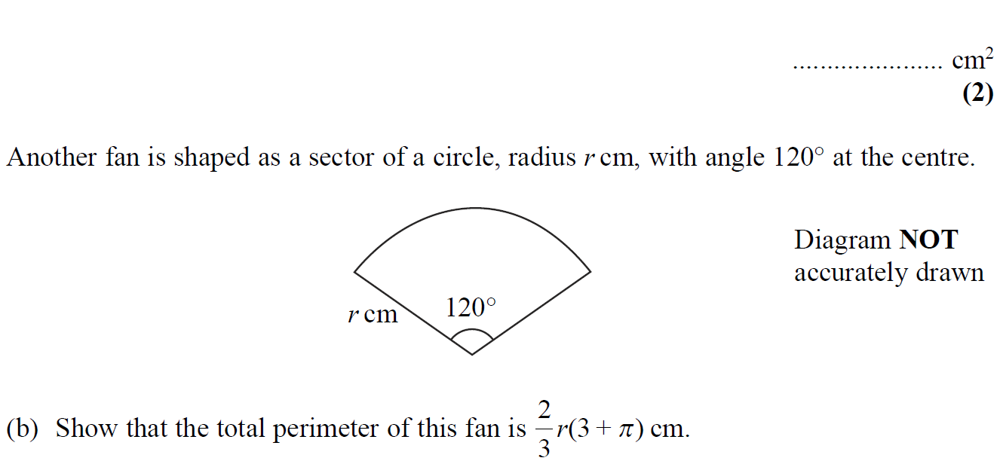 ..................... cm²
(2)
Another fan is shaped as a sector of a circle, radius r cm, with angle 120° at the centre.
Diagram NOT
accurately drawn
r cm
120°
(b) Show that the total perimeter of this fan is 2/3 r(3 + π) cm.